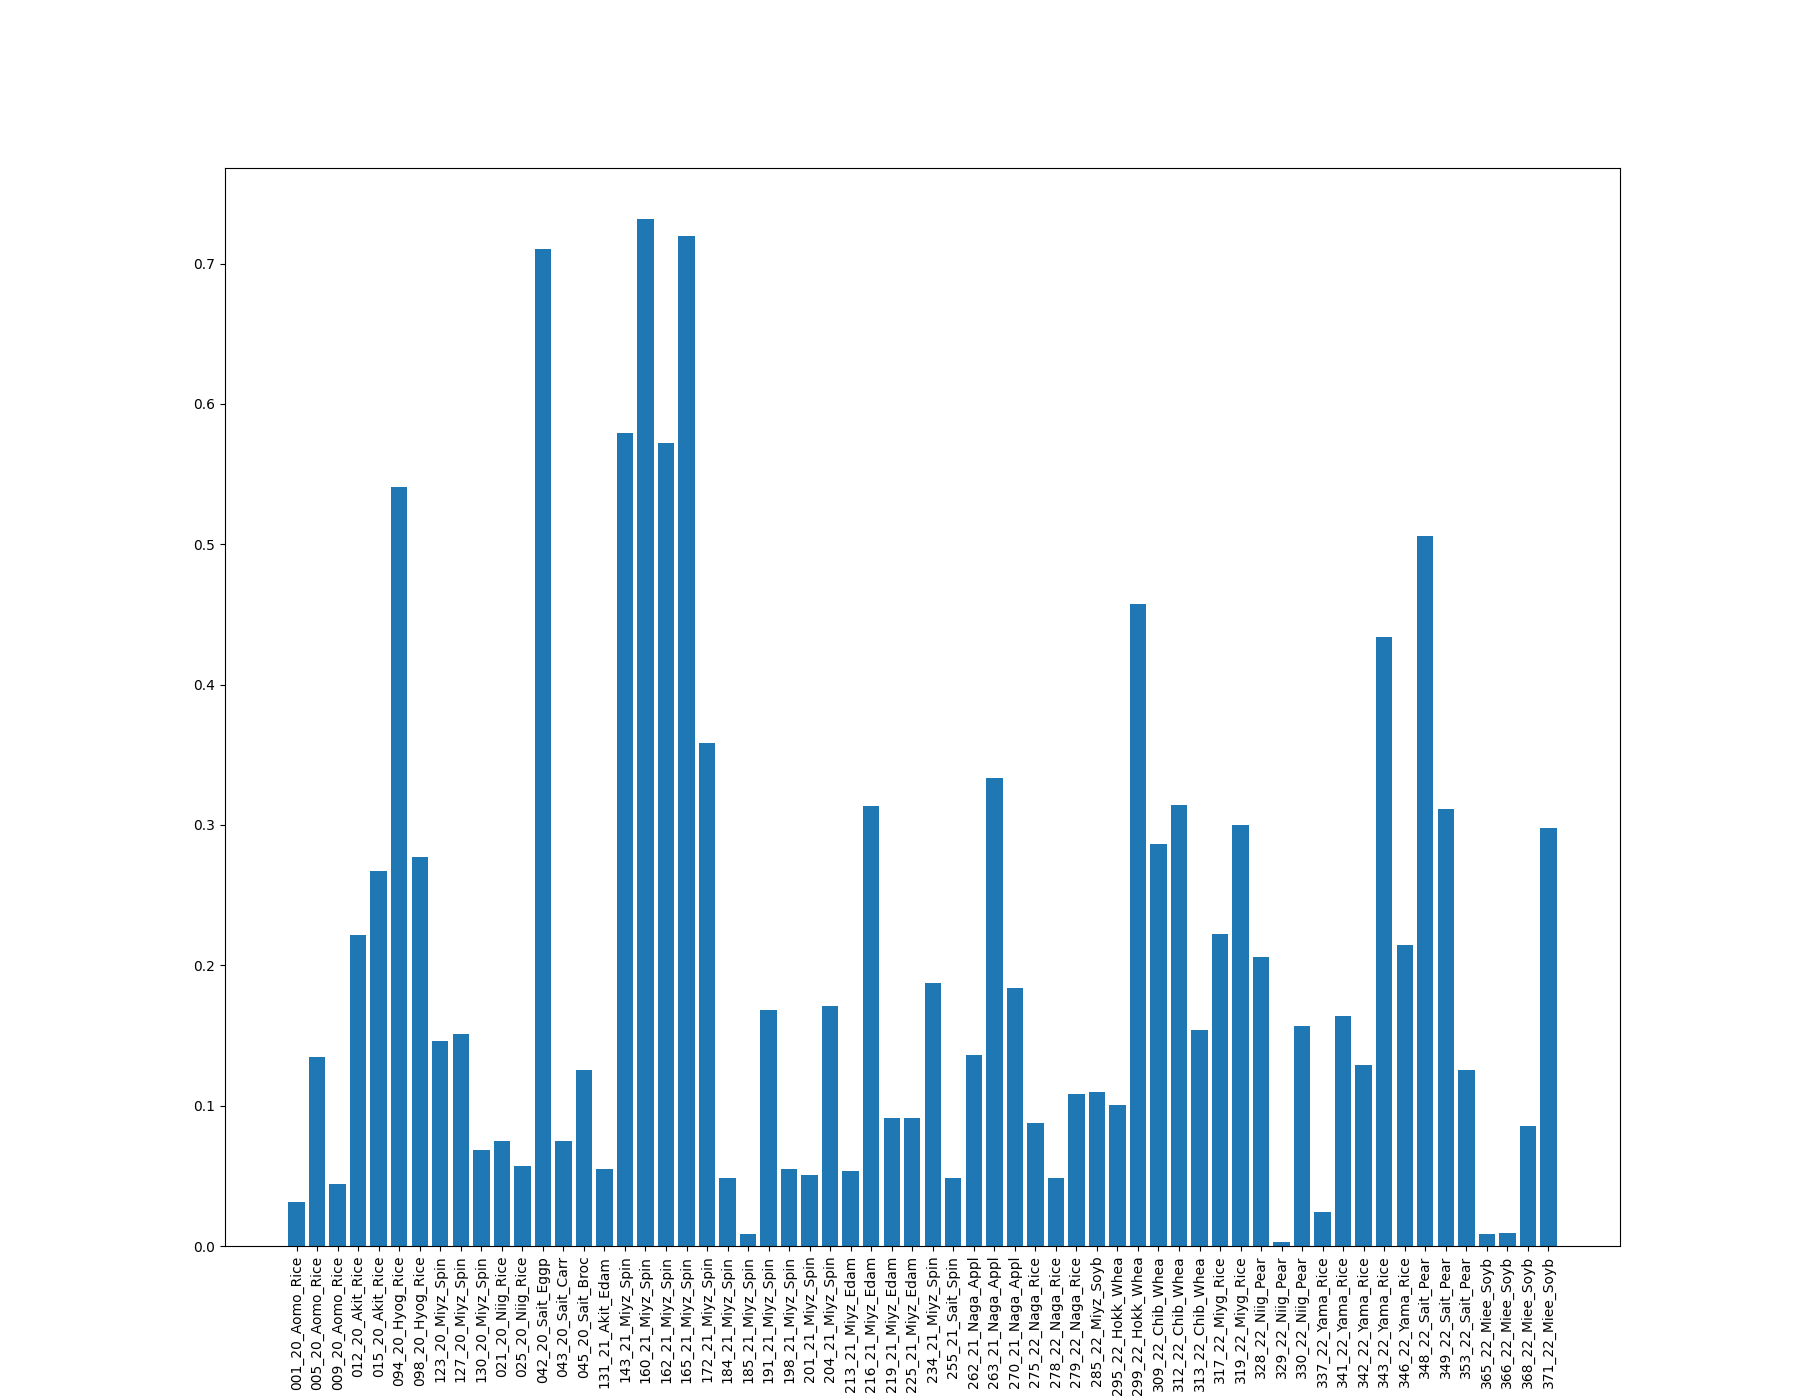 0.7
0.6
0.5
0.4
0.3
0.2
0.1
0.0
001_20_Aomo_Rice
005_20_Aomo_Rice
009_20_Aomo_Rice
012_20_Akit_Rice
015_20_Akit_Rice
094_20_Hyog_Rice
098_20_Hyog_Rice
123_20_Miyz_Spin
127_20_Miyz_Spin
130_20_Miyz_Spin
021_20_Niig_Rice
025_20_Niig_Rice
042_20_Sait_Eggp
043_20_Sait_Carr
045_20_Sait_Broc
131_21_Akit_Edam
143_21_Miyz_Spin
160_21_Miyz_Spin
162_21_Miyz_Spin
165_21_Miyz_Spin
172_21_Miyz_Spin
184_21_Miyz_Spin
185_21_Miyz_Spin
191_21_Miyz_Spin
198_21_Miyz_Spin
201_21_Miyz_Spin
204_21_Miyz_Spin
213_21_Miyz_Edam
216_21_Miyz_Edam
219_21_Miyz_Edam
225_21_Miyz_Edam
234_21_Miyz_Spin
255_21_Sait_Spin
262_21_Naga_Appl
263_21_Naga_Appl
270_21_Naga_Appl
275_22_Naga_Rice
278_22_Naga_Rice
279_22_Naga_Rice
285_22_Miyz_Soyb
295_22_Hokk_Whea
299_22_Hokk_Whea
309_22_Chib_Whea
312_22_Chib_Whea
313_22_Chib_Whea
317_22_Miyg_Rice
319_22_Miyg_Rice
328_22_Niig_Pear
329_22_Niig_Pear
330_22_Niig_Pear
337_22_Yama_Rice
341_22_Yama_Rice
342_22_Yama_Rice
343_22_Yama_Rice
346_22_Yama_Rice
348_22_Sait_Pear
349_22_Sait_Pear
353_22_Sait_Pear
365_22_Miee_Soyb
366_22_Miee_Soyb
368_22_Miee_Soyb
371_22_Miee_Soyb